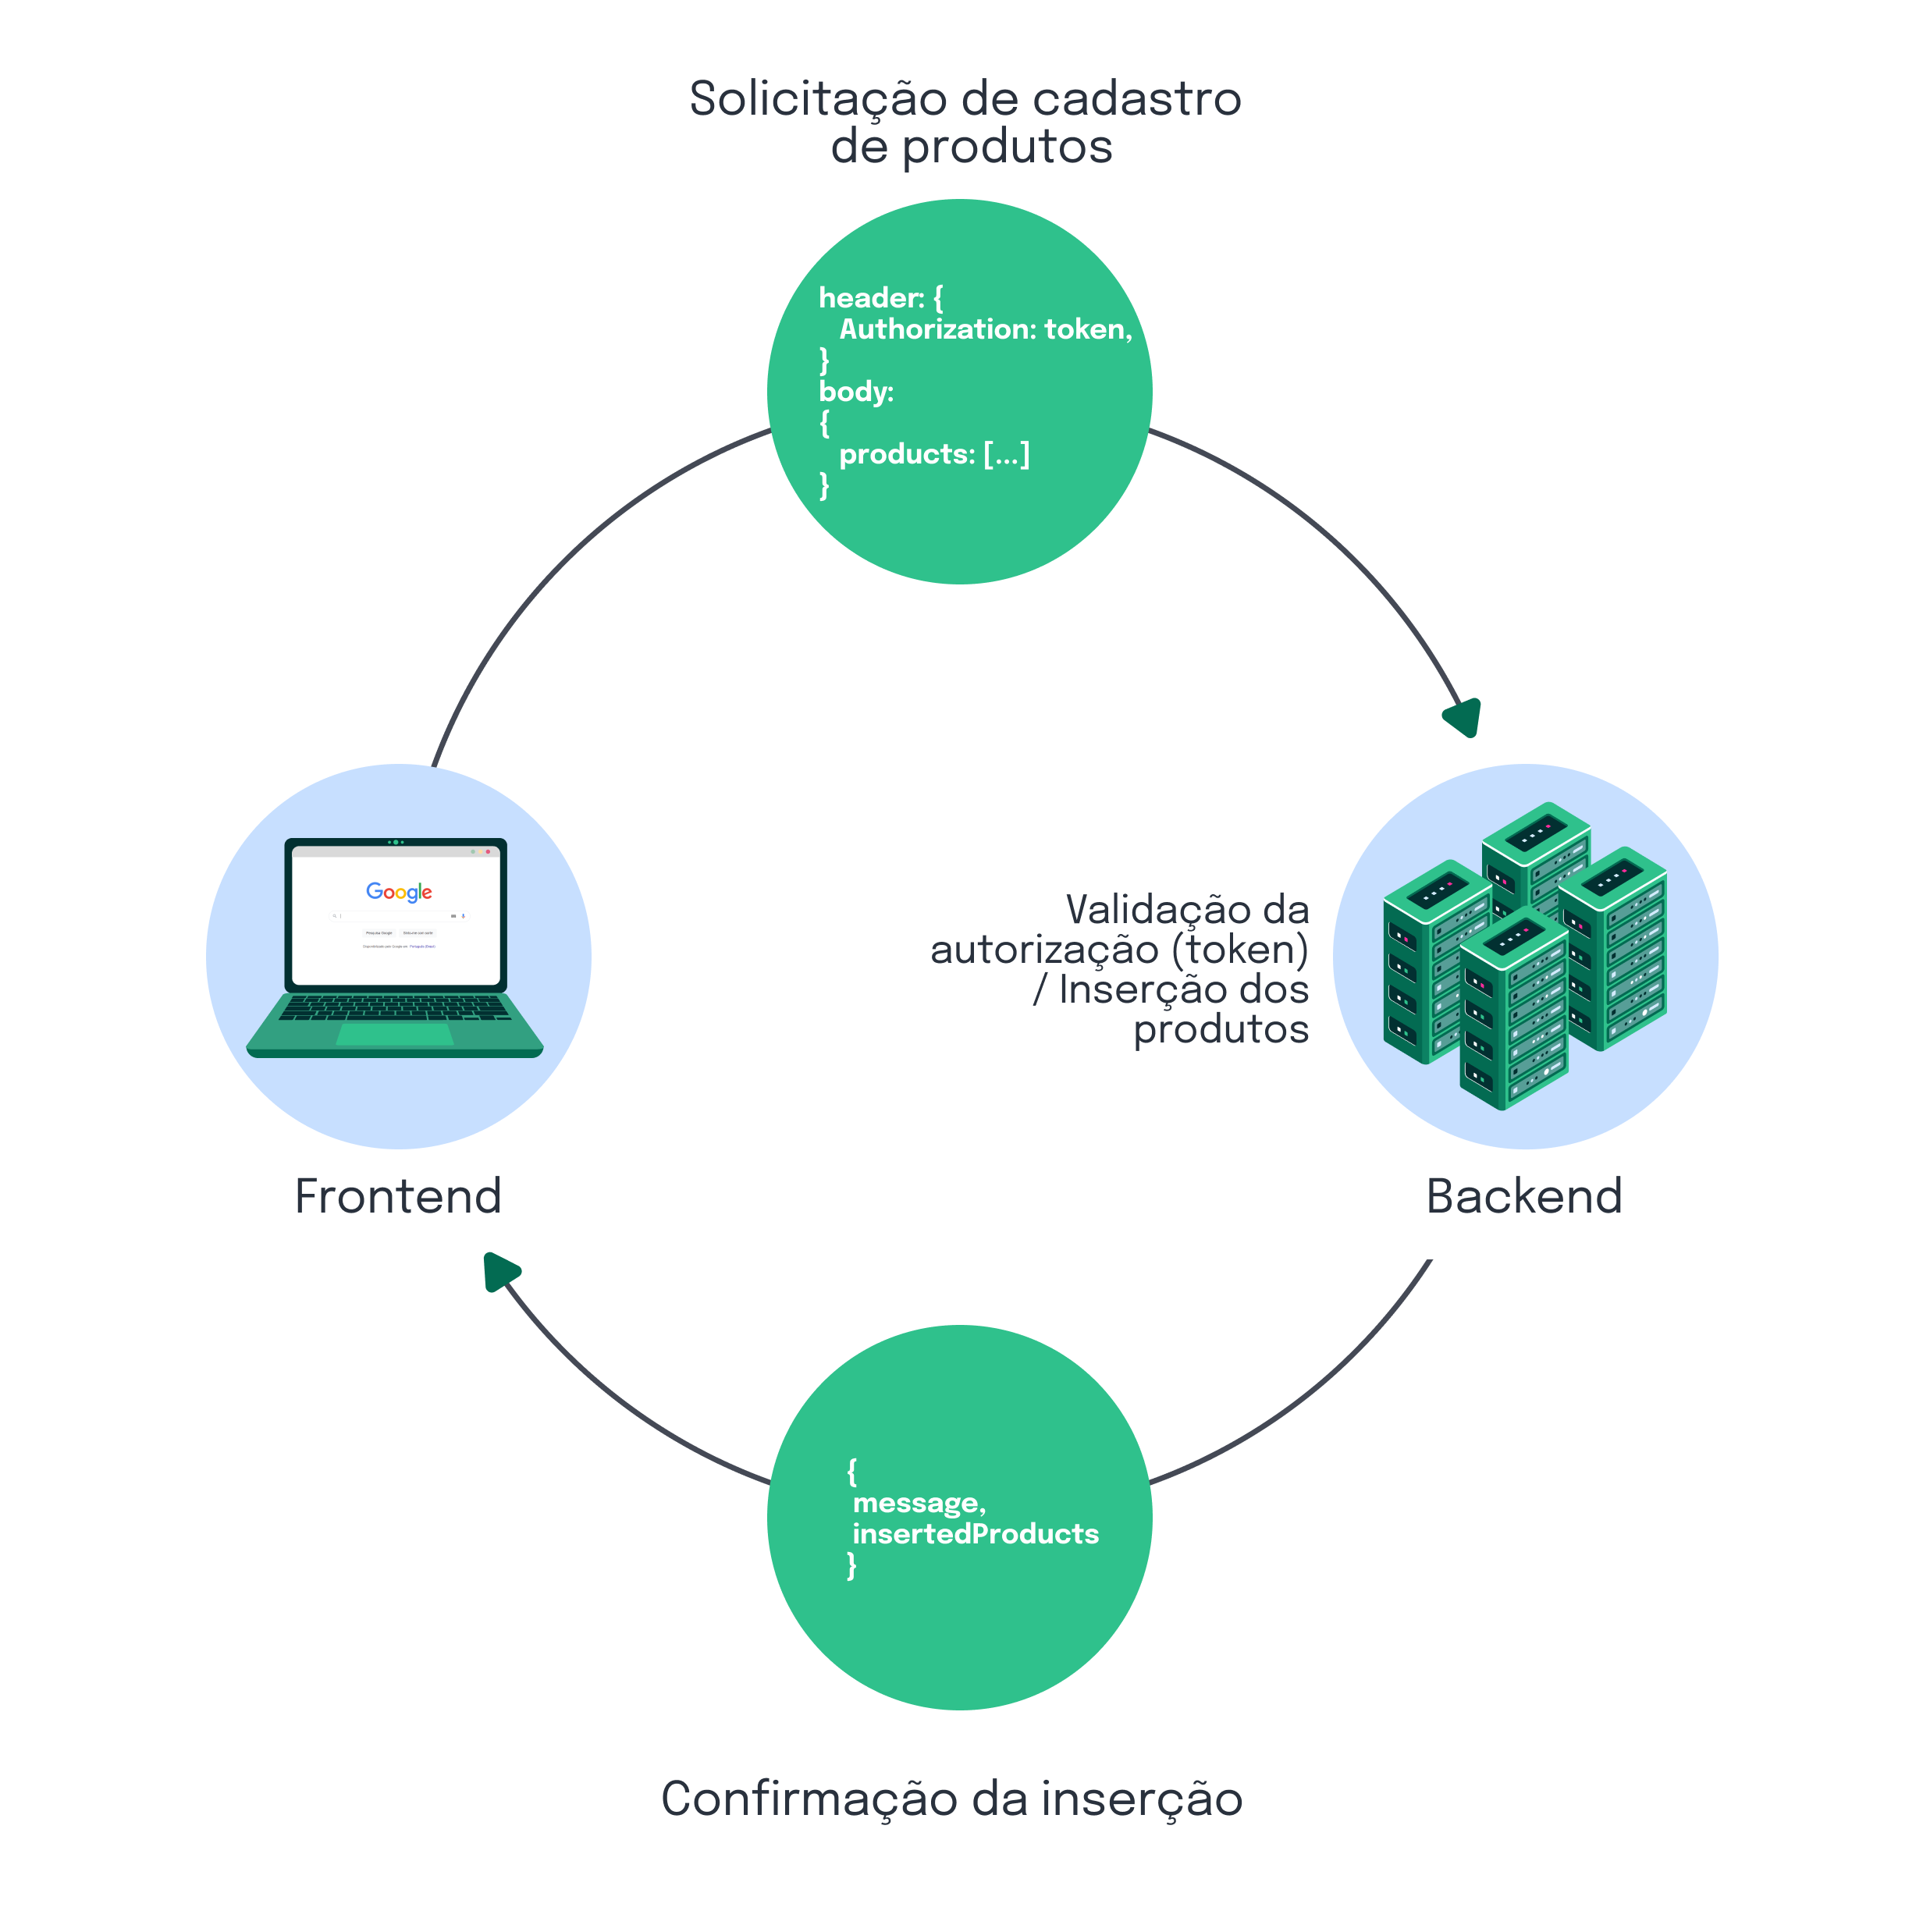 Solicitação de cadastro
de produtos
header: {
Authorization: token,
}
body:
{
products: [...]
}
Google
Validação da
autorização (token)
/ Inserção dos
produtos
Frontend
Backend
{
message,
insertedProducts
}
Confirmação da inserção